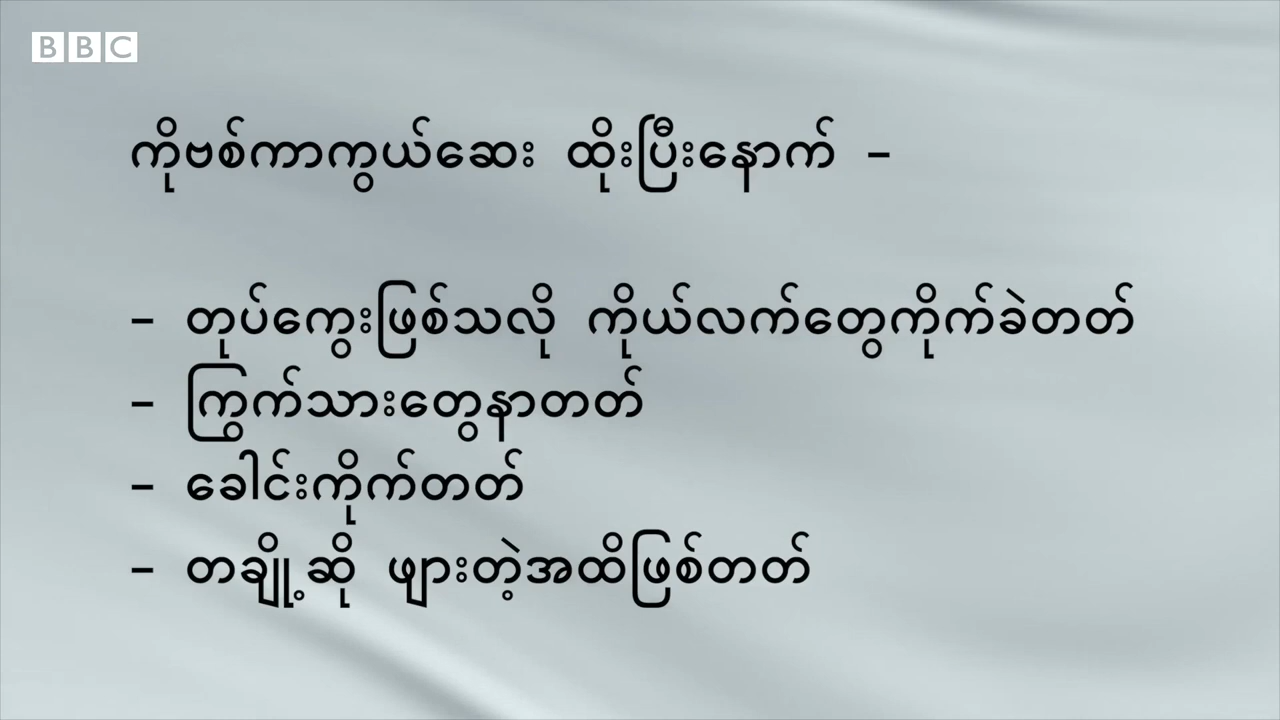 BBC
ကိုဗစ်ကာကွယ်ဆေး ထိုးပြီးနောက် –
– တုပ်ကွေးဖြစ်သလို ကိုယ်လက်တွေကိုက်ခဲတတ်
– ကြွက်သားတွေနာတတ်
– ခေါင်းကိုက်တတ်
– တချို့ဆို ဖျားတဲ့အထိဖြစ်တတ်